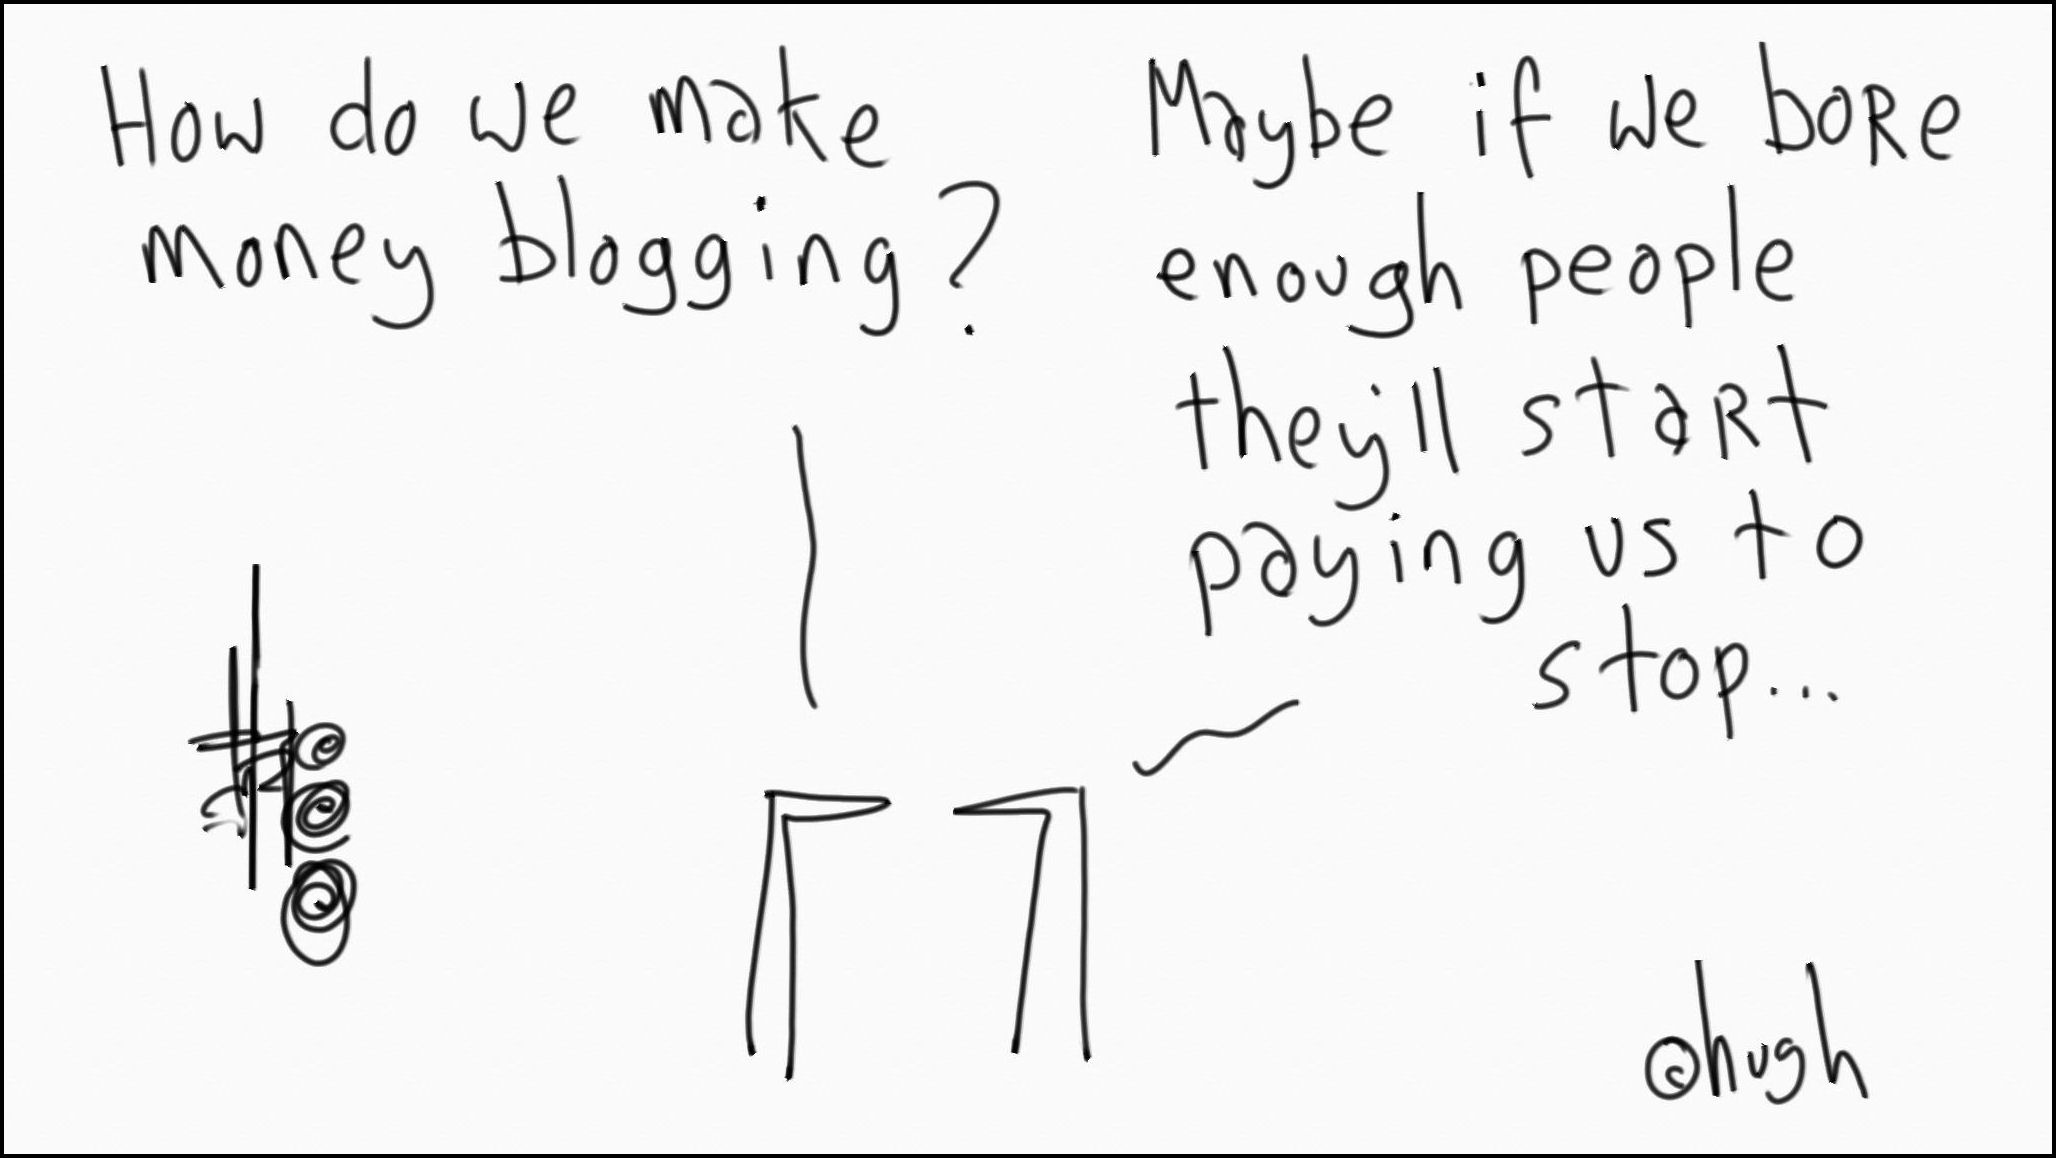 How do we make
money blogging?
Maybe if we bore
enough people
they'll start
paying us to
stop...
@hugh